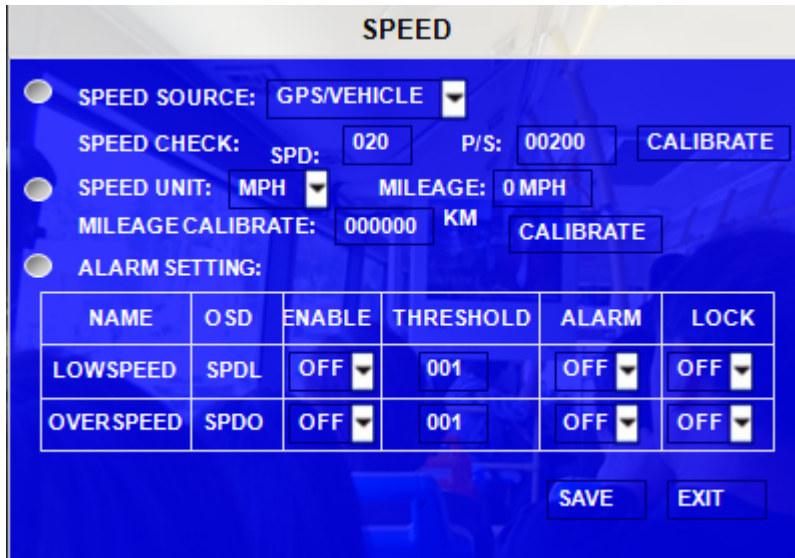 SPEED
SPEED SOURCE: GPS/VEHICLE
SPEED CHECK: SPD: 020 P/S: 00200 CALIBRATE
SPEED UNIT: MPH MILEAGE: 0 MPH
MILEAGE CALIBRATE: 000000 KM CALIBRATE
ALARM SETTING:
NAME OSD ENABLE THRESHOLD ALARM LOCK
LOWSPEED SPDL OFF 001 OFF OFF
OVERSPEED SPDO OFF 001 OFF OFF
SAVE EXIT